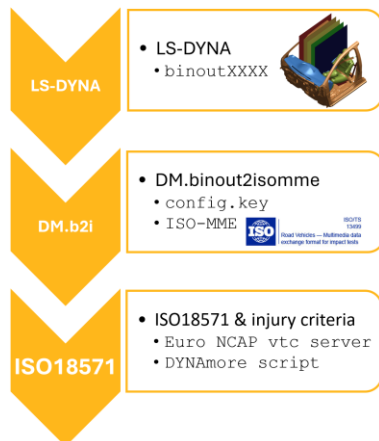 LS-DYNA
• LS-DYNA
• binoutXXXX
DM.b2i
• DM.binout2isomme
• config.key
• ISO-MME
ISO
ISO/TS
13499
Road Vehicles — Multimedia data
exchange format for impact tests
ISO18571
• ISO18571 & injury criteria
• Euro NCAP vtc server
• DYNAmore script